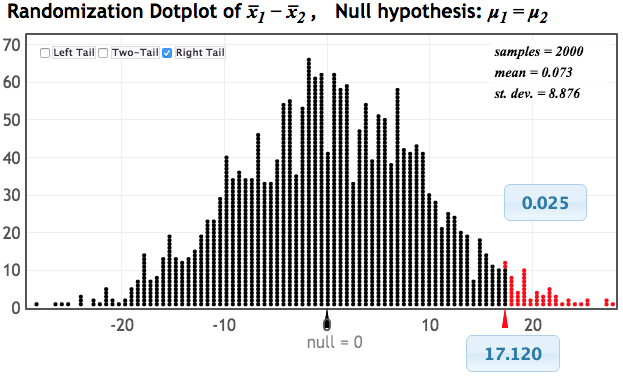 Randomization Dotplot of x̄₁ − x̄₂ , Null hypothesis: μ₁ = μ₂
Left Tail Two-Tail Right Tail
samples = 2000
mean = 0.073
st. dev. = 8.876
70
60
50
40
30
20
10
0
0.025
-20 -10 0 10 20
null = 0
17.120